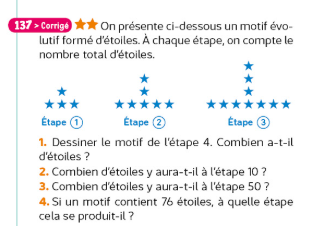 137 > Corrigé ★★ On présente ci-dessous un motif évo-
lutif formé d'étoiles. À chaque étape, on compte le
nombre total d'étoiles.
Étape 1 Étape 2 Étape 3
1. Dessiner le motif de l'étape 4. Combien a-t-il
d'étoiles ?
2. Combien d'étoiles y aura-t-il à l'étape 10 ?
3. Combien d'étoiles y aura-t-il à l'étape 50 ?
4. Si un motif contient 76 étoiles, à quelle étape
cela se produit-il ?